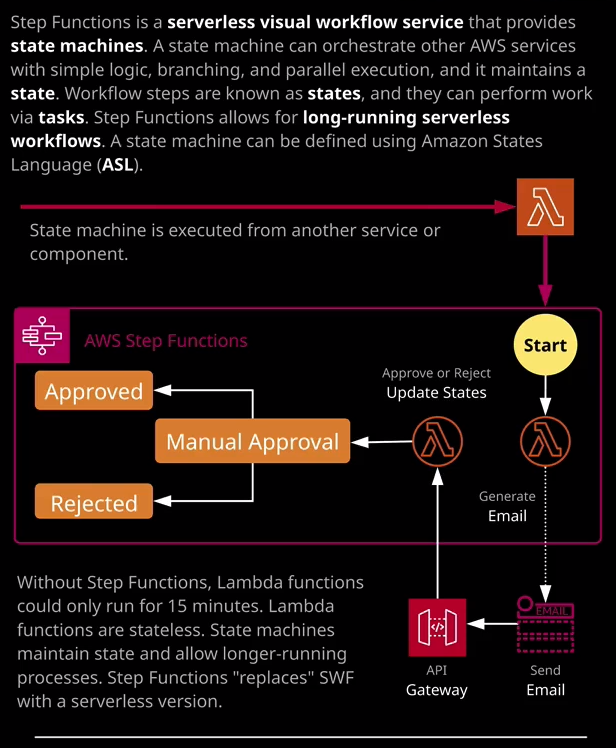 Step Functions is a serverless visual workflow service that provides
state machines. A state machine can orchestrate other AWS services
with simple logic, branching, and parallel execution, and it maintains a
state. Workflow steps are known as states, and they can perform work
via tasks. Step Functions allows for long-running serverless
workflows. A state machine can be defined using Amazon States
Language (ASL).
State machine is executed from another service or
component.
AWS Step Functions
Start
Approve or Reject
Update States
Approved
Manual Approval
Rejected
Generate
Email
Without Step Functions, Lambda functions
could only run for 15 minutes. Lambda
functions are stateless. State machines
maintain state and allow longer-running
processes. Step Functions "replaces" SWF
with a serverless version.
EMAIL
API
Gateway
Send
Email